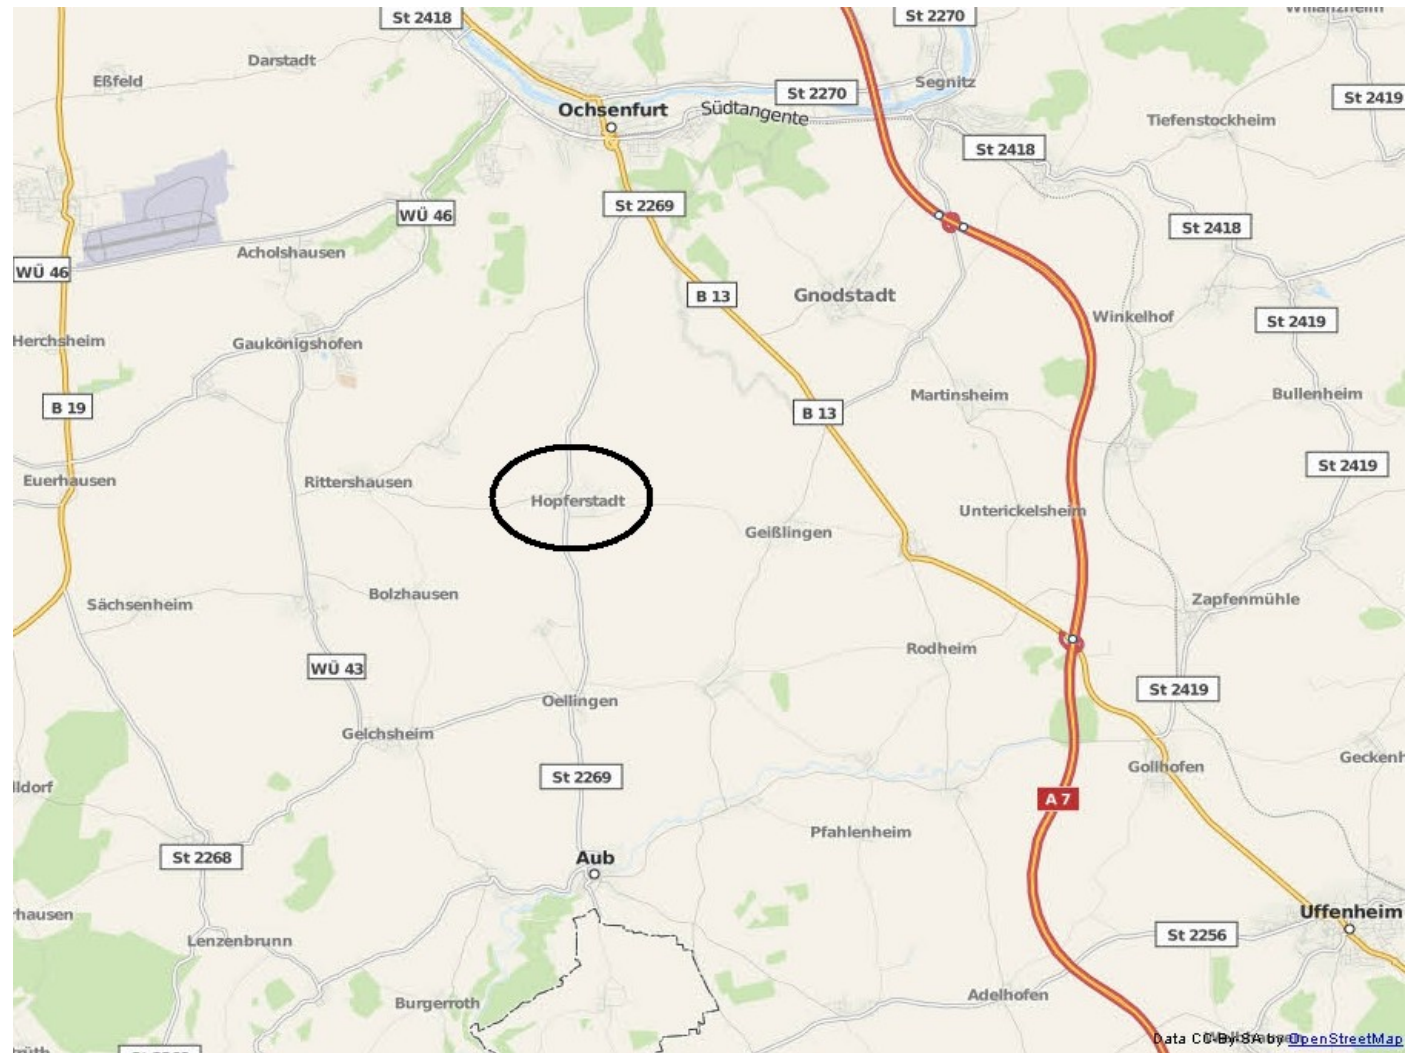 St 2418
St 2270
Darstadt
Eßfeld
Segnitz
St 2270
St 2419
Ochsenfurt
Südtangente
Tiefenstockheim
St 2418
St 2269
WÜ 46
St 2418
Acholshausen
WÜ 46
B 13
Gnodstadt
Winkelhof
St 2419
Herchsheim
Gaukönigshofen
Martinsheim
Bullenheim
B 19
B 13
St 2419
Euerhausen
Rittershausen
Hopferstadt
Unterickelsheim
Geißlingen
Sächsenheim
Bolzhausen
Zapfenmühle
Rodheim
WÜ 43
St 2419
Oellingen
Gelchsheim
Geckenh
Gollhofen
St 2269
lldorf
A 7
Pfahlenheim
St 2268
Aub
rhausen
Uffenheim
Lenzenbrunn
St 2256
Burgerroth
Adelhofen
Data CC-By-SA by OpenStreetMap